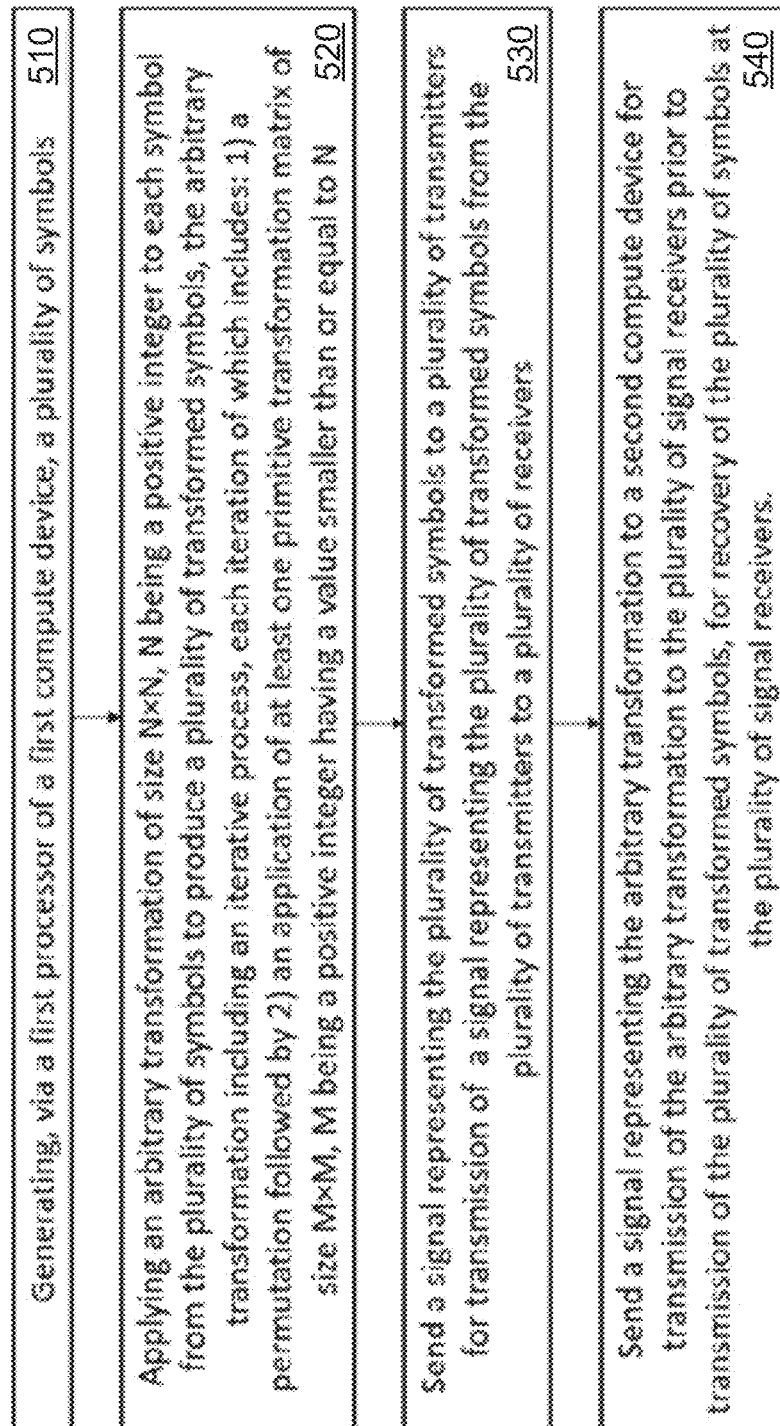 Generating, via a first processor of a first compute device, a plurality of symbols 510
Applying an arbitrary transformation of size N×N, N being a positive integer to each symbol
from the plurality of symbols to produce a plurality of transformed symbols, the arbitrary
transformation including an iterative process, each iteration of which includes: 1) a
permutation followed by 2) an application of at least one primitive transformation matrix of
size M×M, M being a positive integer having a value smaller than or equal to N 520
Send a signal representing the plurality of transformed symbols to a plurality of transmitters
for transmission of a signal representing the plurality of transformed symbols from the
plurality of transmitters to a plurality of receivers 530
Send a signal representing the arbitrary transformation to a second compute device for
transmission of the arbitrary transformation to the plurality of signal receivers prior to
transmission of the plurality of transformed symbols, for recovery of the plurality of symbols at
the plurality of signal receivers. 540